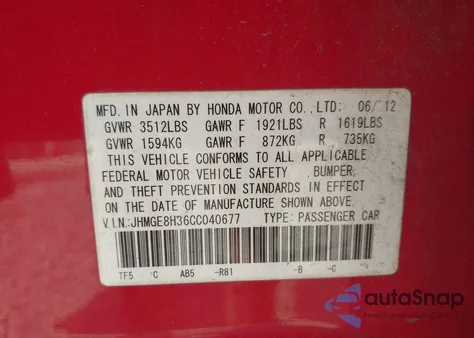 MFD. IN JAPAN BY HONDA MOTOR CO., LTD: 06/12
GVWR 3512LBS GAWR F 1921LBS R 1619LBS
GVWR 1594KG GAWR F 872KG R 735KG
THIS VEHICLE CONFORMS TO ALL APPLICABLE
FEDERAL MOTOR VEHICLE SAFETY, BUMPER,
AND THEFT PREVENTION STANDARDS IN EFFECT
ON THE DATE OF MANUFACTURE SHOWN ABOVE.
V.I.N:JHMGE8H36CC040677 TYPE: PASSENGER CAR
TF5 -C AB5 -R81 -B -C
autoSnap
www.autosnap